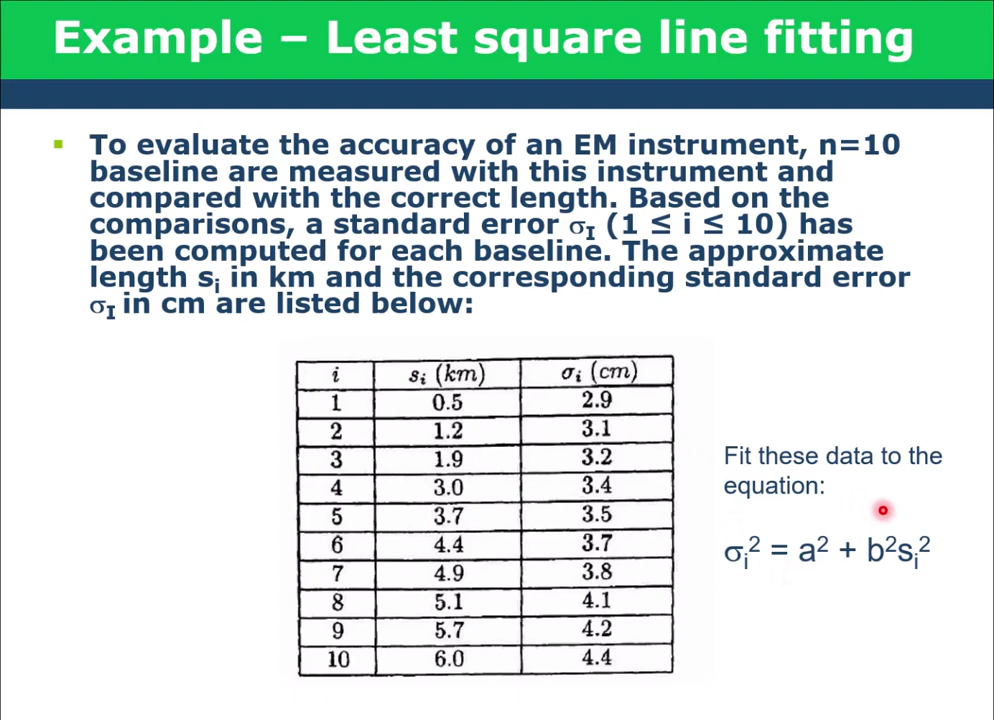 Example – Least square line fitting
To evaluate the accuracy of an EM instrument, n=10
baseline are measured with this instrument and
compared with the correct length. Based on the
comparisons, a standard error σI (1 ≤ i ≤ 10) has
been computed for each baseline. The approximate
length si in km and the corresponding standard error
σI in cm are listed below:
i si (km) σi (cm)
1 0.5 2.9
2 1.2 3.1
3 1.9 3.2
4 3.0 3.4
5 3.7 3.5
6 4.4 3.7
7 4.9 3.8
8 5.1 4.1
9 5.7 4.2
10 6.0 4.4
Fit these data to the
equation:
σi² = a² + b²si²